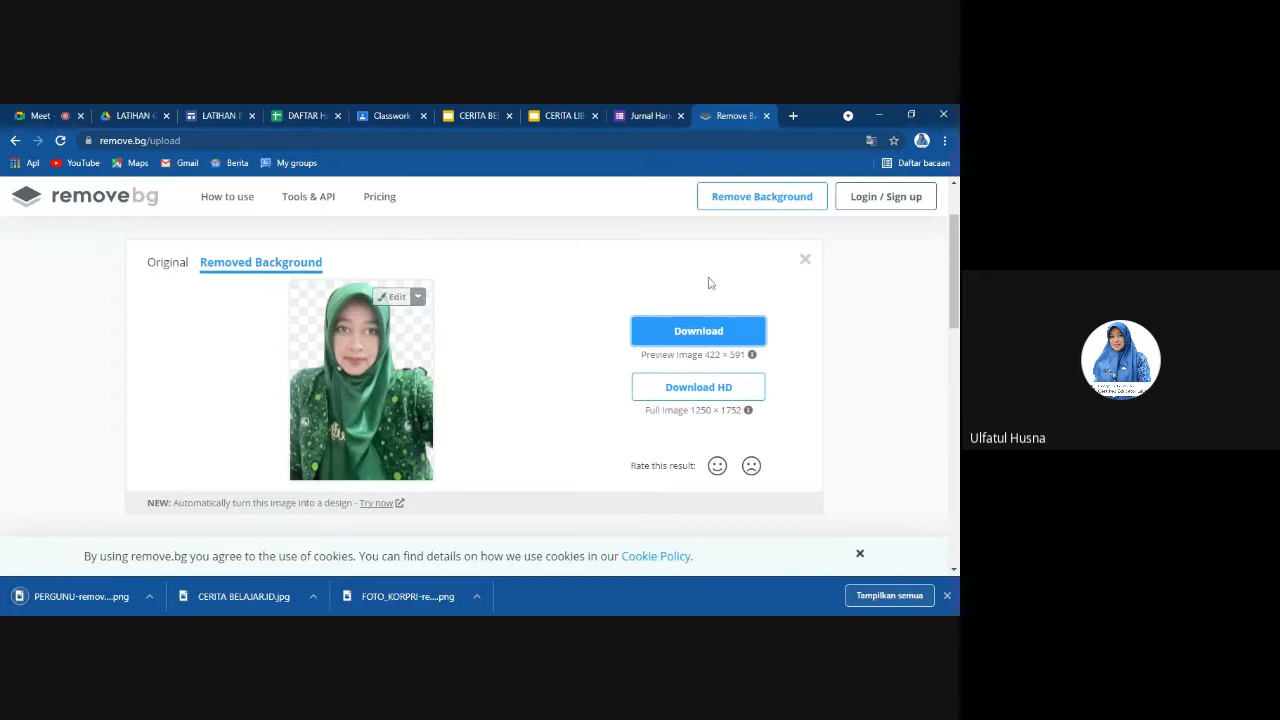 Meet
LATIHAN C
LATIHAN B
DAFTAR H
Classwork
CERITA BEL
CERITA LIB
Jurnal Hari
Remove B
remove.bg/upload
Apl
YouTube
Maps
Gmail
Berita
My groups
Daftar bacaan
removebg
How to use
Tools & API
Pricing
Remove Background
Login / Sign up
Original
Removed Background
Edit
Download
Preview Image 422 × 591
Download HD
Full Image 1250 × 1752
Rate this result:
NEW: Automatically turn this image into a design - Try now
By using remove.bg you agree to the use of cookies. You can find details on how we use cookies in our Cookie Policy.
PERGUNU-remov....png
CERITA BELAJAR.ID.jpg
FOTO_KORPRI-re....png
Tampilkan semua
Ulfatul Husna